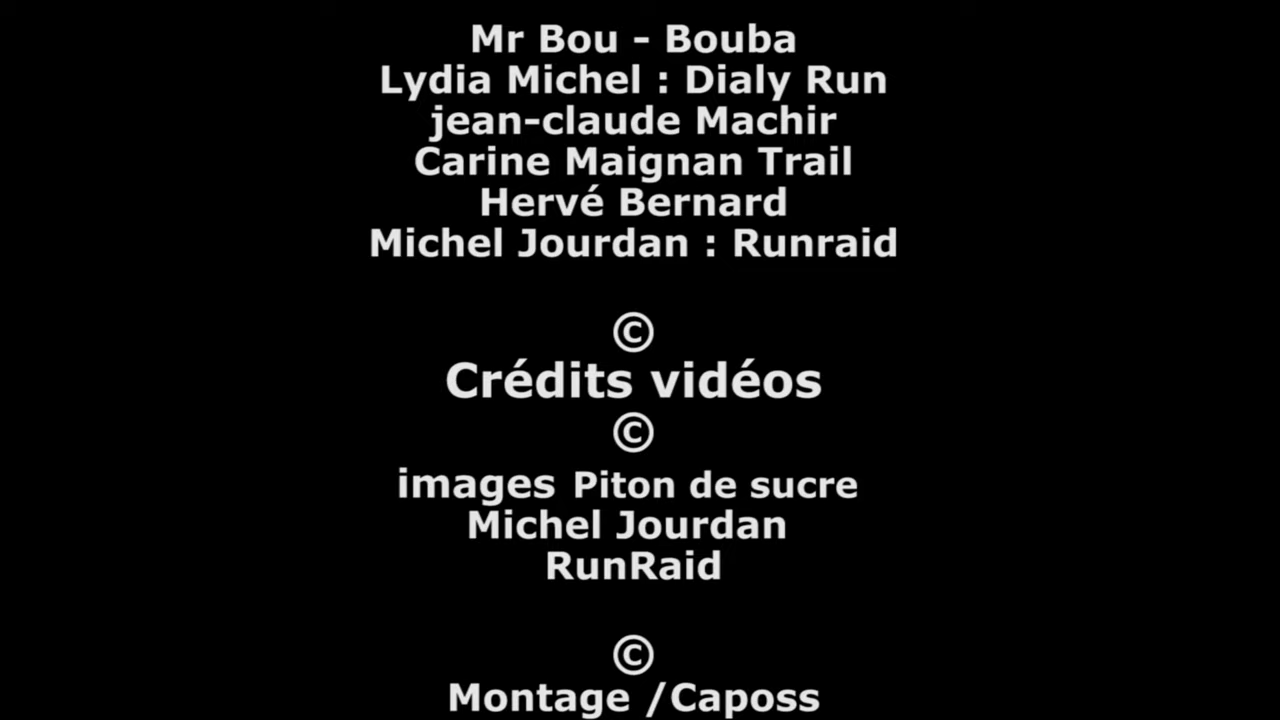 Mr Bou - Bouba
Lydia Michel : Dialy Run
jean-claude Machir
Carine Maignan Trail
Hervé Bernard
Michel Jourdan : Runraid
©
Crédits vidéos
©
images Piton de sucre
Michel Jourdan
RunRaid
©
Montage /Caposs